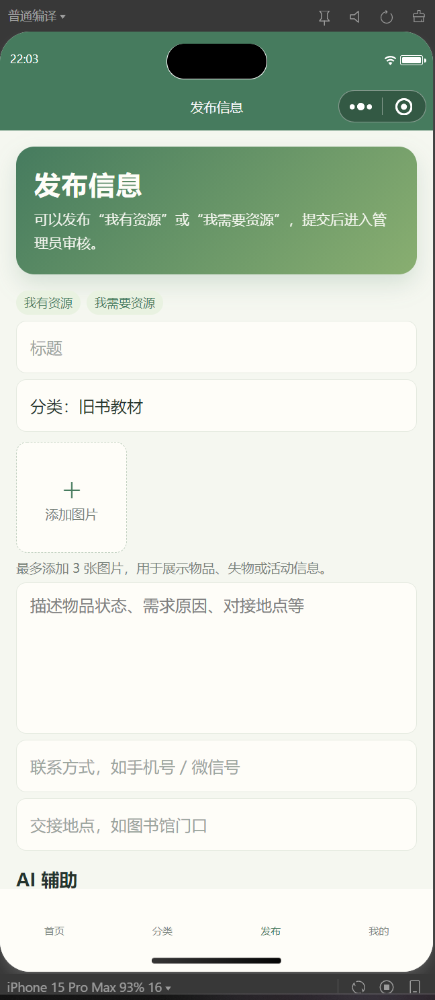 普通编译
22:03
发布信息
发布信息
可以发布“我有资源”或“我需要资源”，提交后进入管
理员审核。
我有资源 我需要资源
标题
分类：旧书教材
添加图片
最多添加 3 张图片，用于展示物品、失物或活动信息。
描述物品状态、需求原因、对接地点等
联系方式，如手机号 / 微信号
交接地点，如图书馆门口
AI 辅助
首页 分类 发布 我的
iPhone 15 Pro Max 93% 16